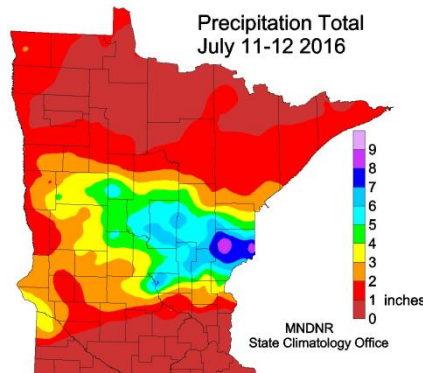 Precipitation Total
July 11-12 2016
9
8
7
6
5
4
3
2
1 inches
0
MNDNR
State Climatology Office